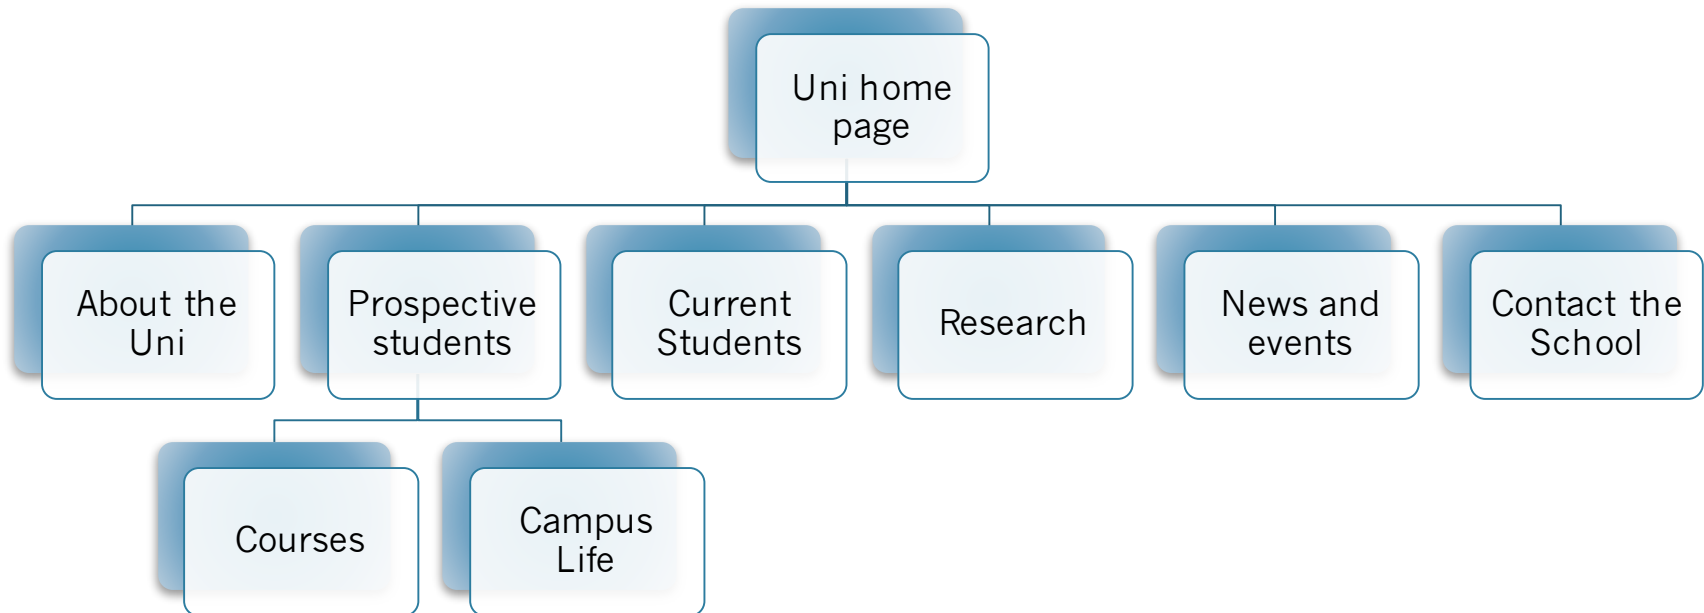 Uni home
page
About the
Uni
Prospective
students
Current
Students
Research
News and
events
Contact the
School
Courses
Campus
Life